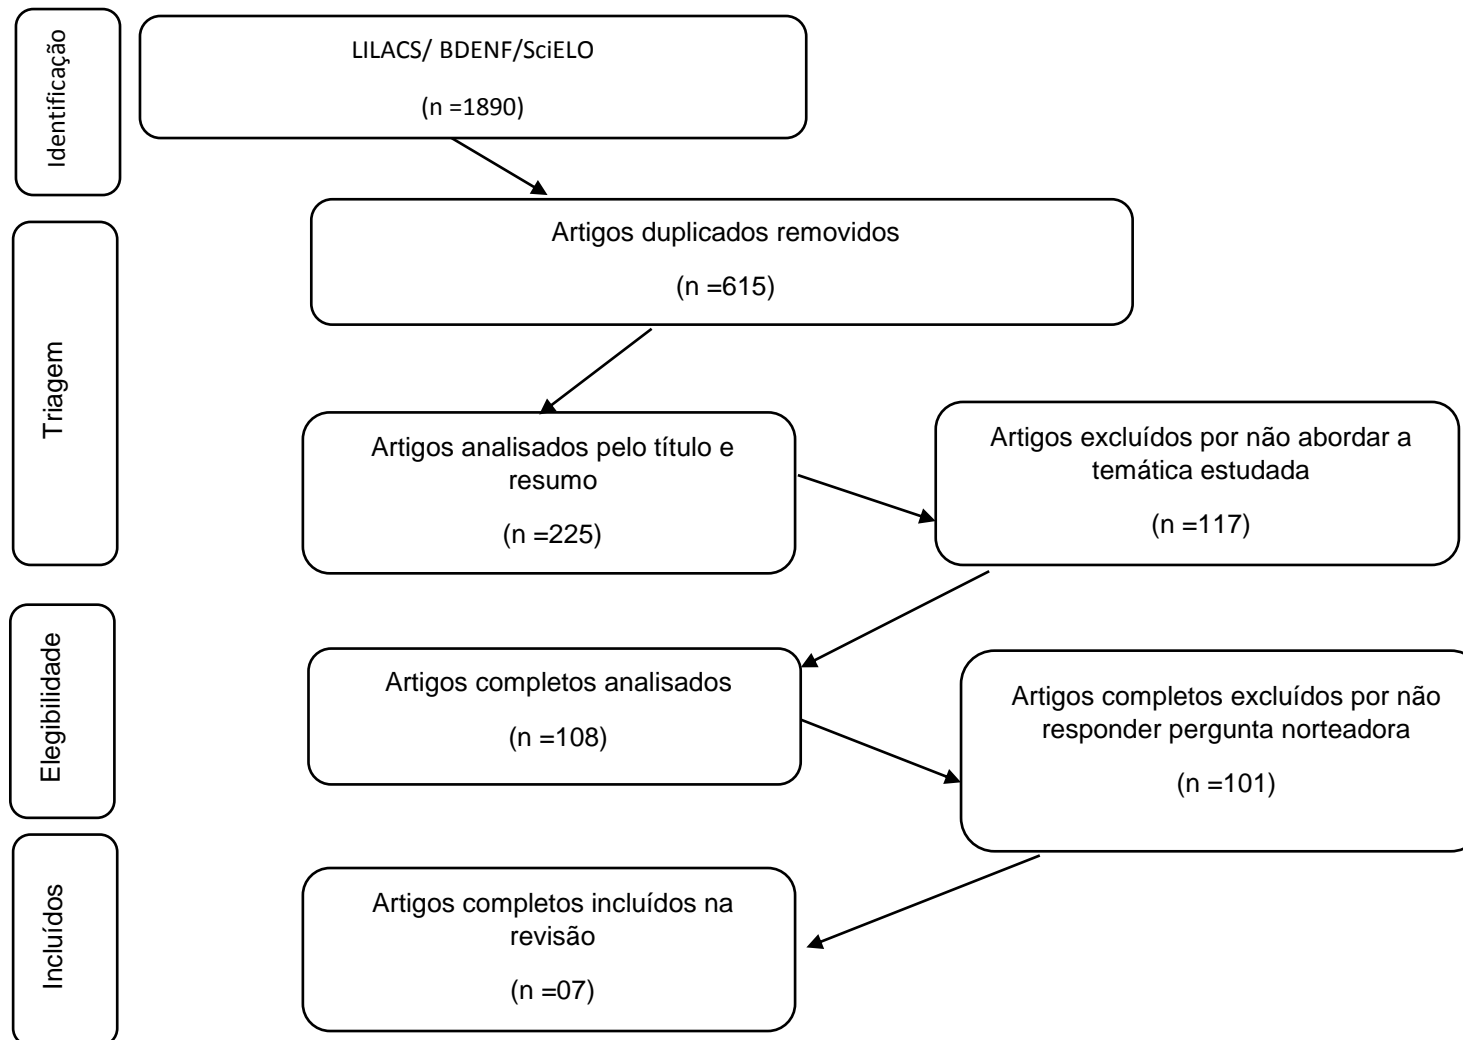 Identificação
LILACS/ BDENF/SciELO
(n =1890)
Triagem
Artigos duplicados removidos
(n =615)
Artigos analisados pelo título e
resumo
(n =225)
Artigos excluídos por não abordar a
temática estudada
(n =117)
Elegibilidade
Artigos completos analisados
(n =108)
Artigos completos excluídos por não
responder pergunta norteadora
(n =101)
Incluídos
Artigos completos incluídos na
revisão
(n =07)